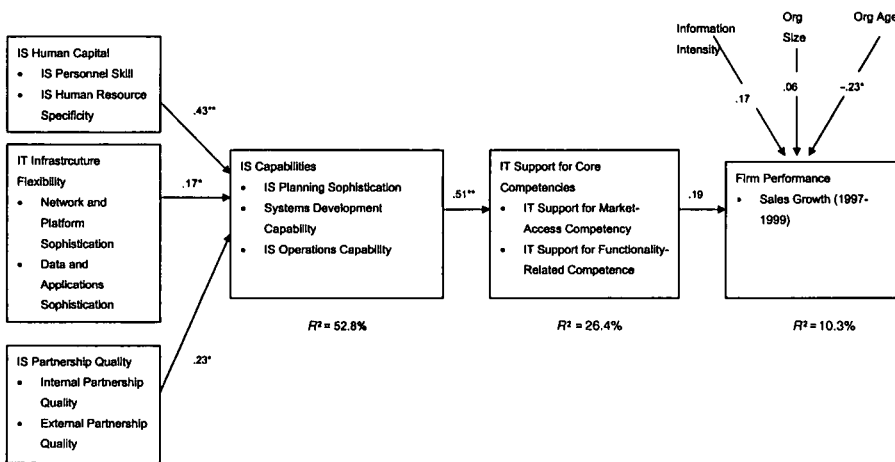 Information
Intensity
Org
Size
Org Age
.17
.06
-.23*
IS Human Capital
• IS Personnel Skill
• IS Human Resource
Specificity
.43**
IT Infrastrcuture
Flexibility
• Network and
Platform
Sophistication
• Data and
Applications
Sophistication
.17*
IS Partnership Quality
• Internal Partnership
Quality
• External Partnership
Quality
.23*
IS Capabilities
• IS Planning Sophistication
• Systems Development
Capability
• IS Operations Capability
R² = 52.8%
.51**
IT Support for Core
Competencies
• IT Support for Market-
Access Competency
• IT Support for Functionality-
Related Competence
R² = 26.4%
.19
Firm Performance
• Sales Growth (1997-
1999)
R² = 10.3%